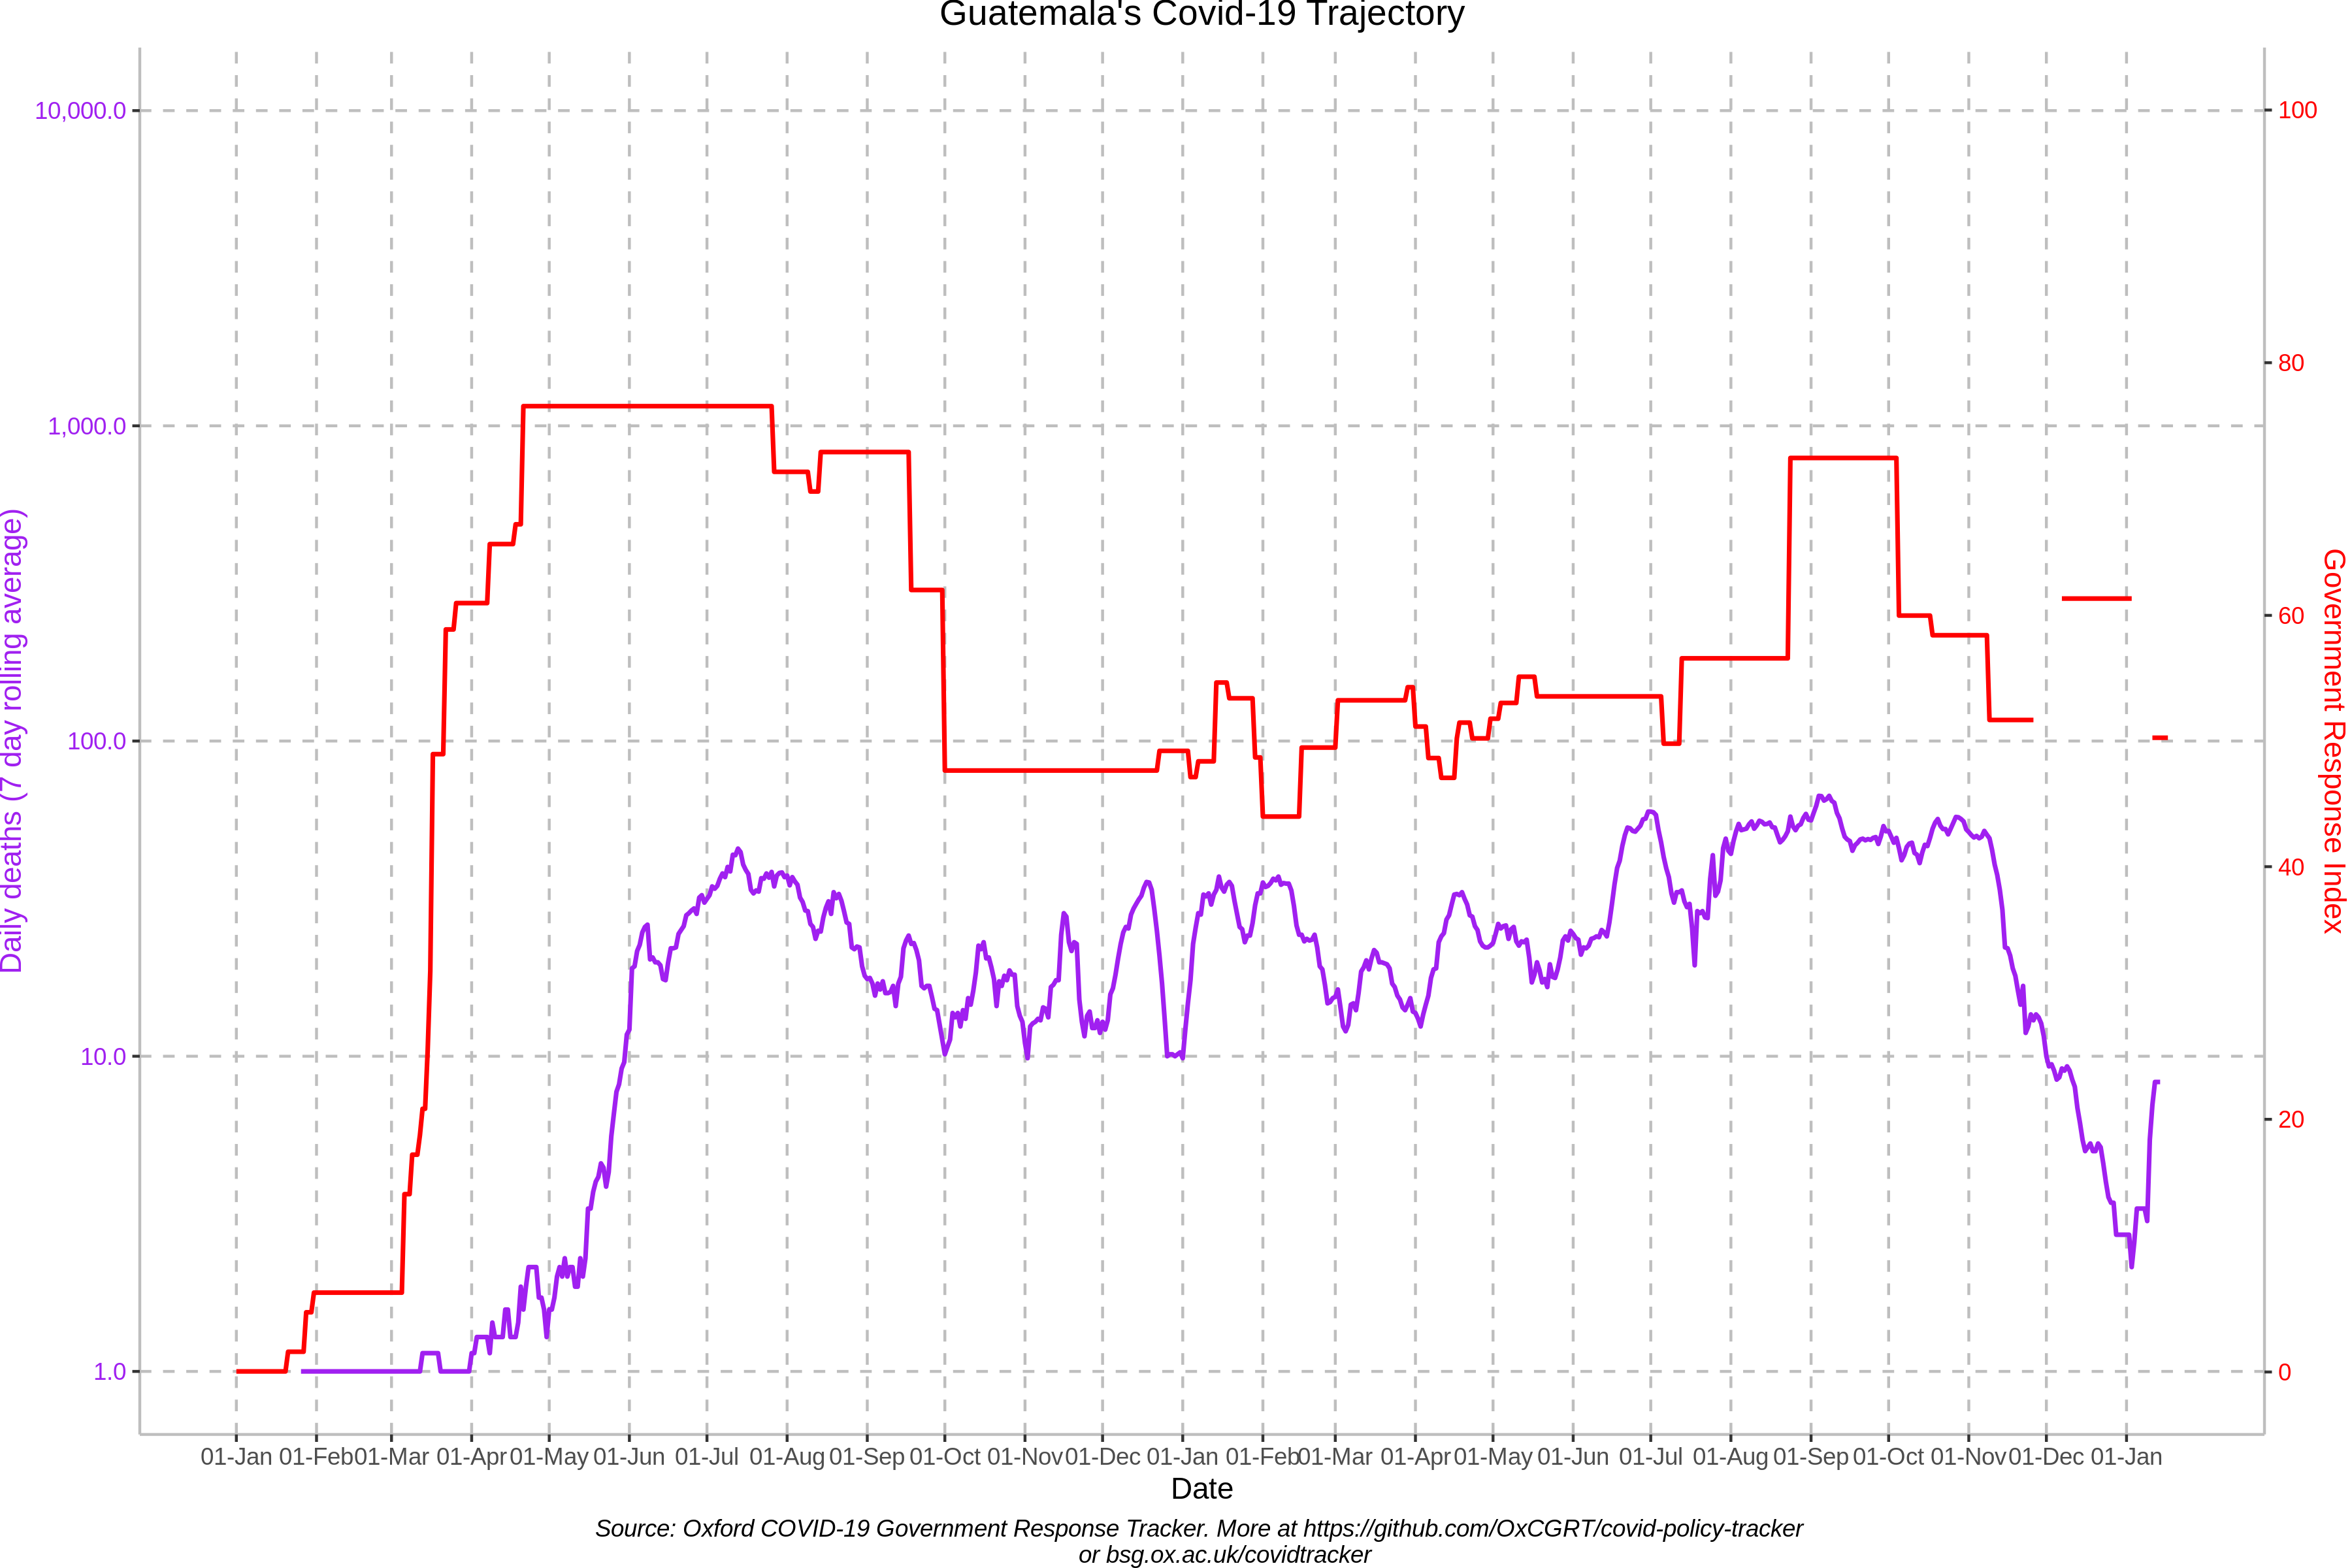 Guatemala's Covid-19 Trajectory
10,000.0
1,000.0
100.0
10.0
1.0
Daily deaths (7 day rolling average)
100
80
60
40
20
0
Government Response Index
01-Jan 01-Feb 01-Mar 01-Apr 01-May 01-Jun 01-Jul 01-Aug 01-Sep 01-Oct 01-Nov 01-Dec 01-Jan 01-Feb 01-Mar 01-Apr 01-May 01-Jun 01-Jul 01-Aug 01-Sep 01-Oct 01-Nov 01-Dec 01-Jan
Date
Source: Oxford COVID-19 Government Response Tracker. More at https://github.com/OxCGRT/covid-policy-tracker
or bsg.ox.ac.uk/covidtracker